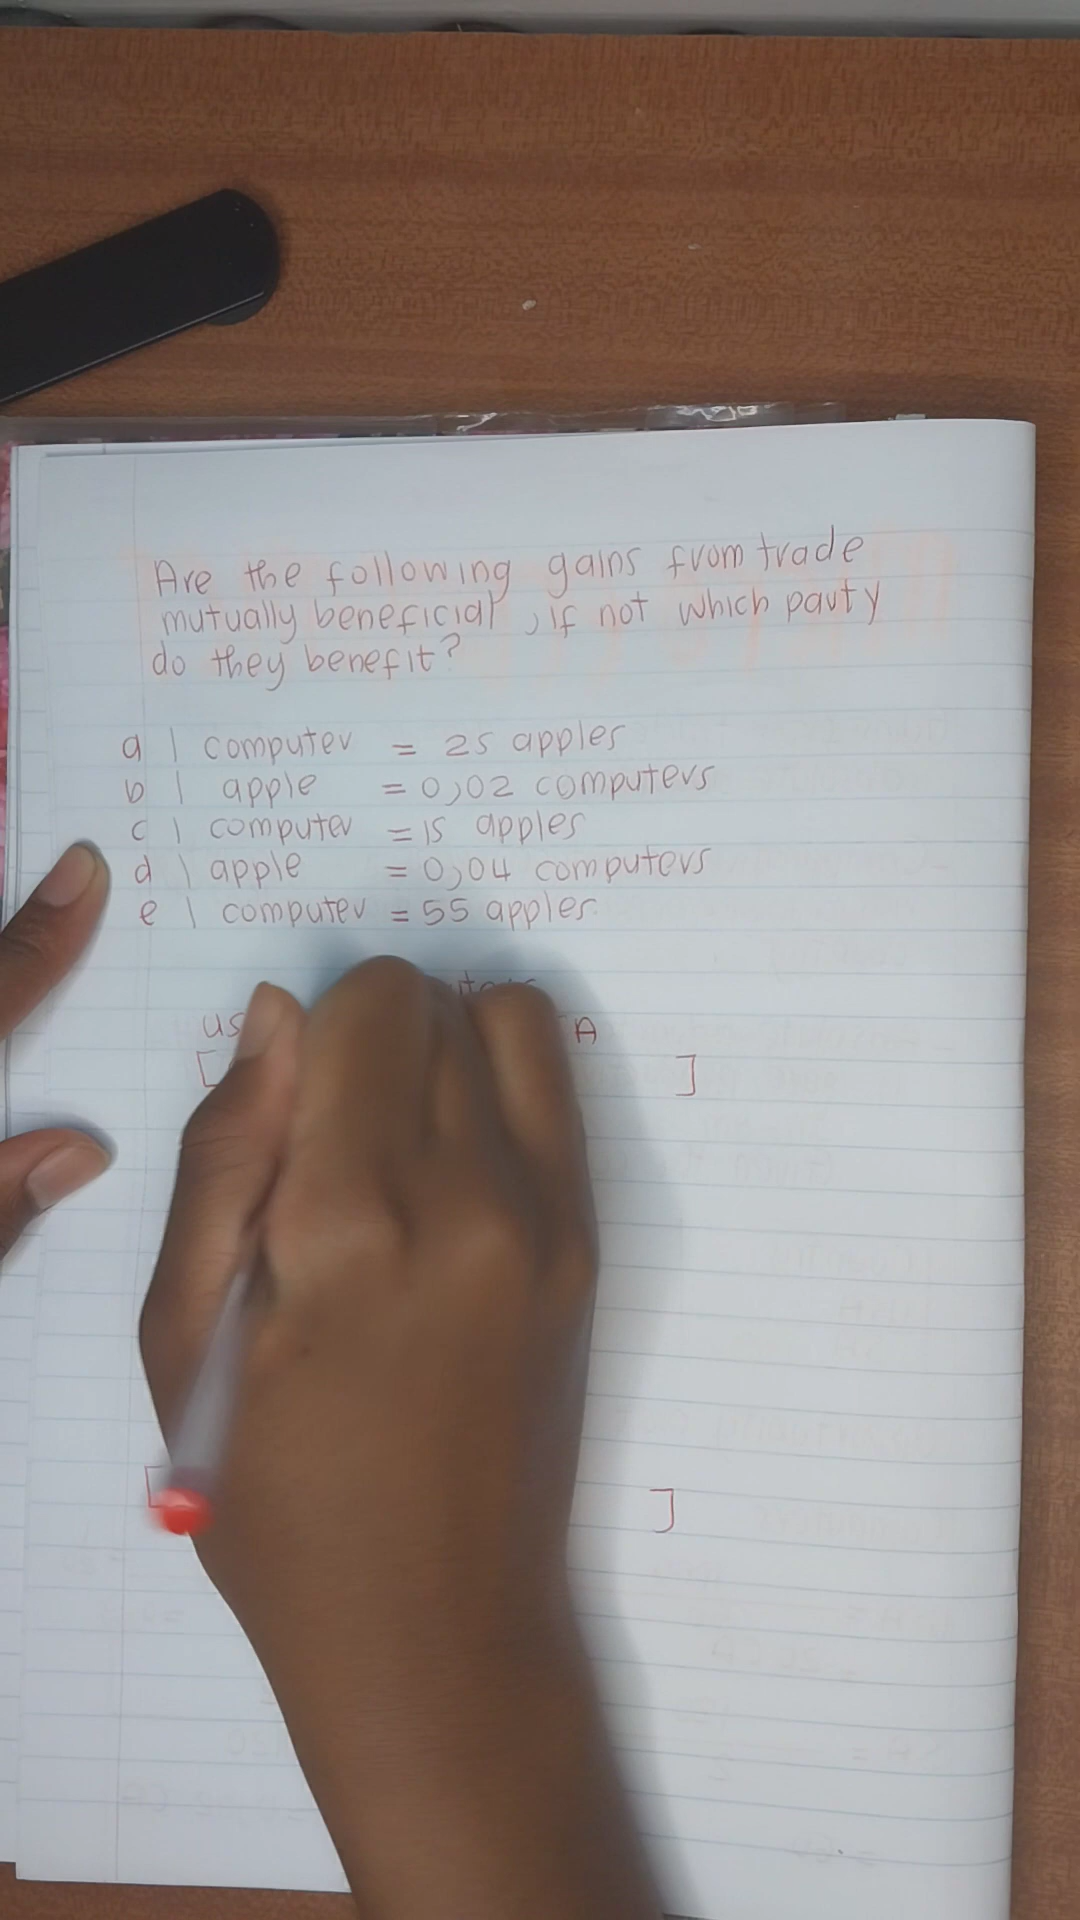 Are the following gains from trade
mutually beneficial, if not which party
do they benefit?
a 1 computer = 25 apples
b 1 apple = 0,02 computers
c 1 computer = 15 apples
d 1 apple = 0,04 computers
e 1 computer = 55 apples
[ ]
]